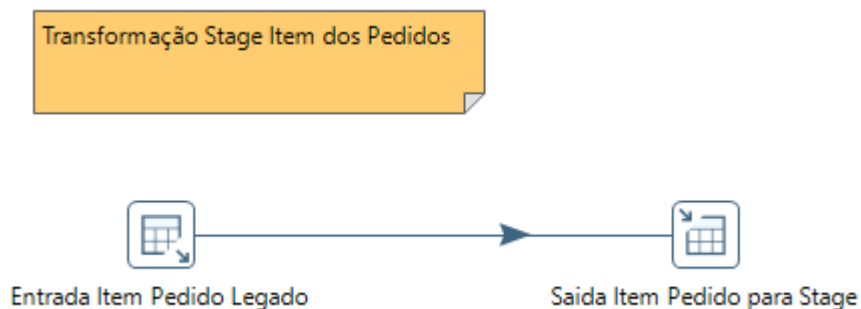 Transformação Stage Item dos Pedidos
Entrada Item Pedido Legado
Saida Item Pedido para Stage